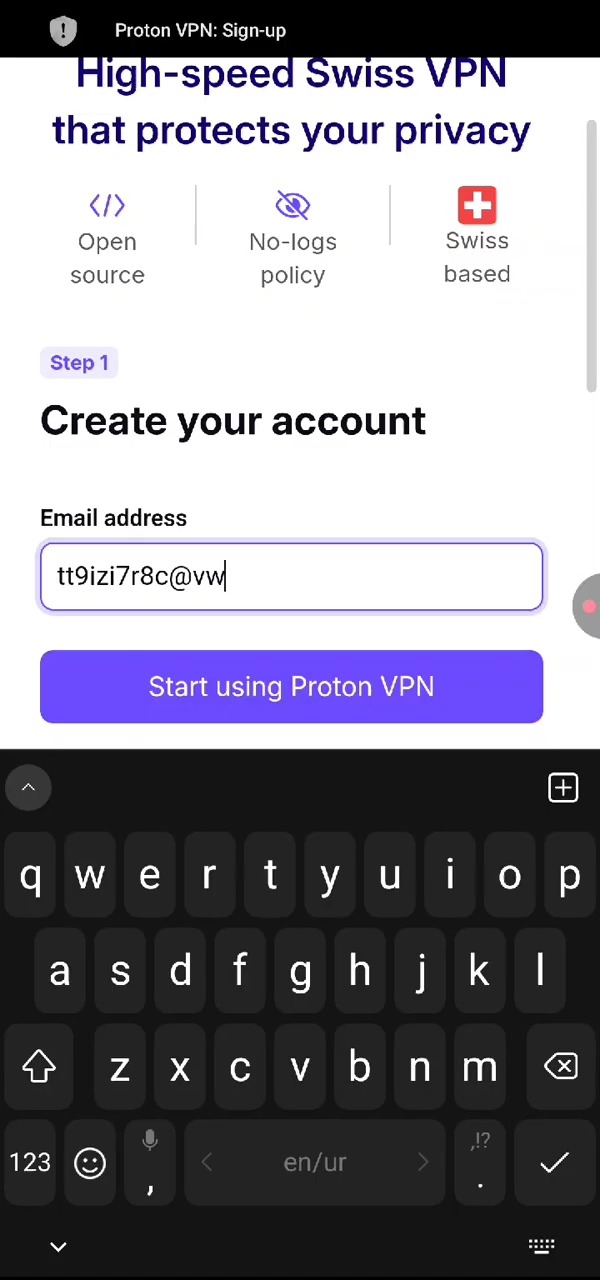 Proton VPN: Sign-up
High-speed Swiss VPN
that protects your privacy
Open
source
No-logs
policy
Swiss
based
Step 1
Create your account
Email address
tt9izi7r8c@vw
Start using Proton VPN
q w e r t y u i o p
a s d f g h j k l
z x c v b n m
123 , en/ur ,!? .